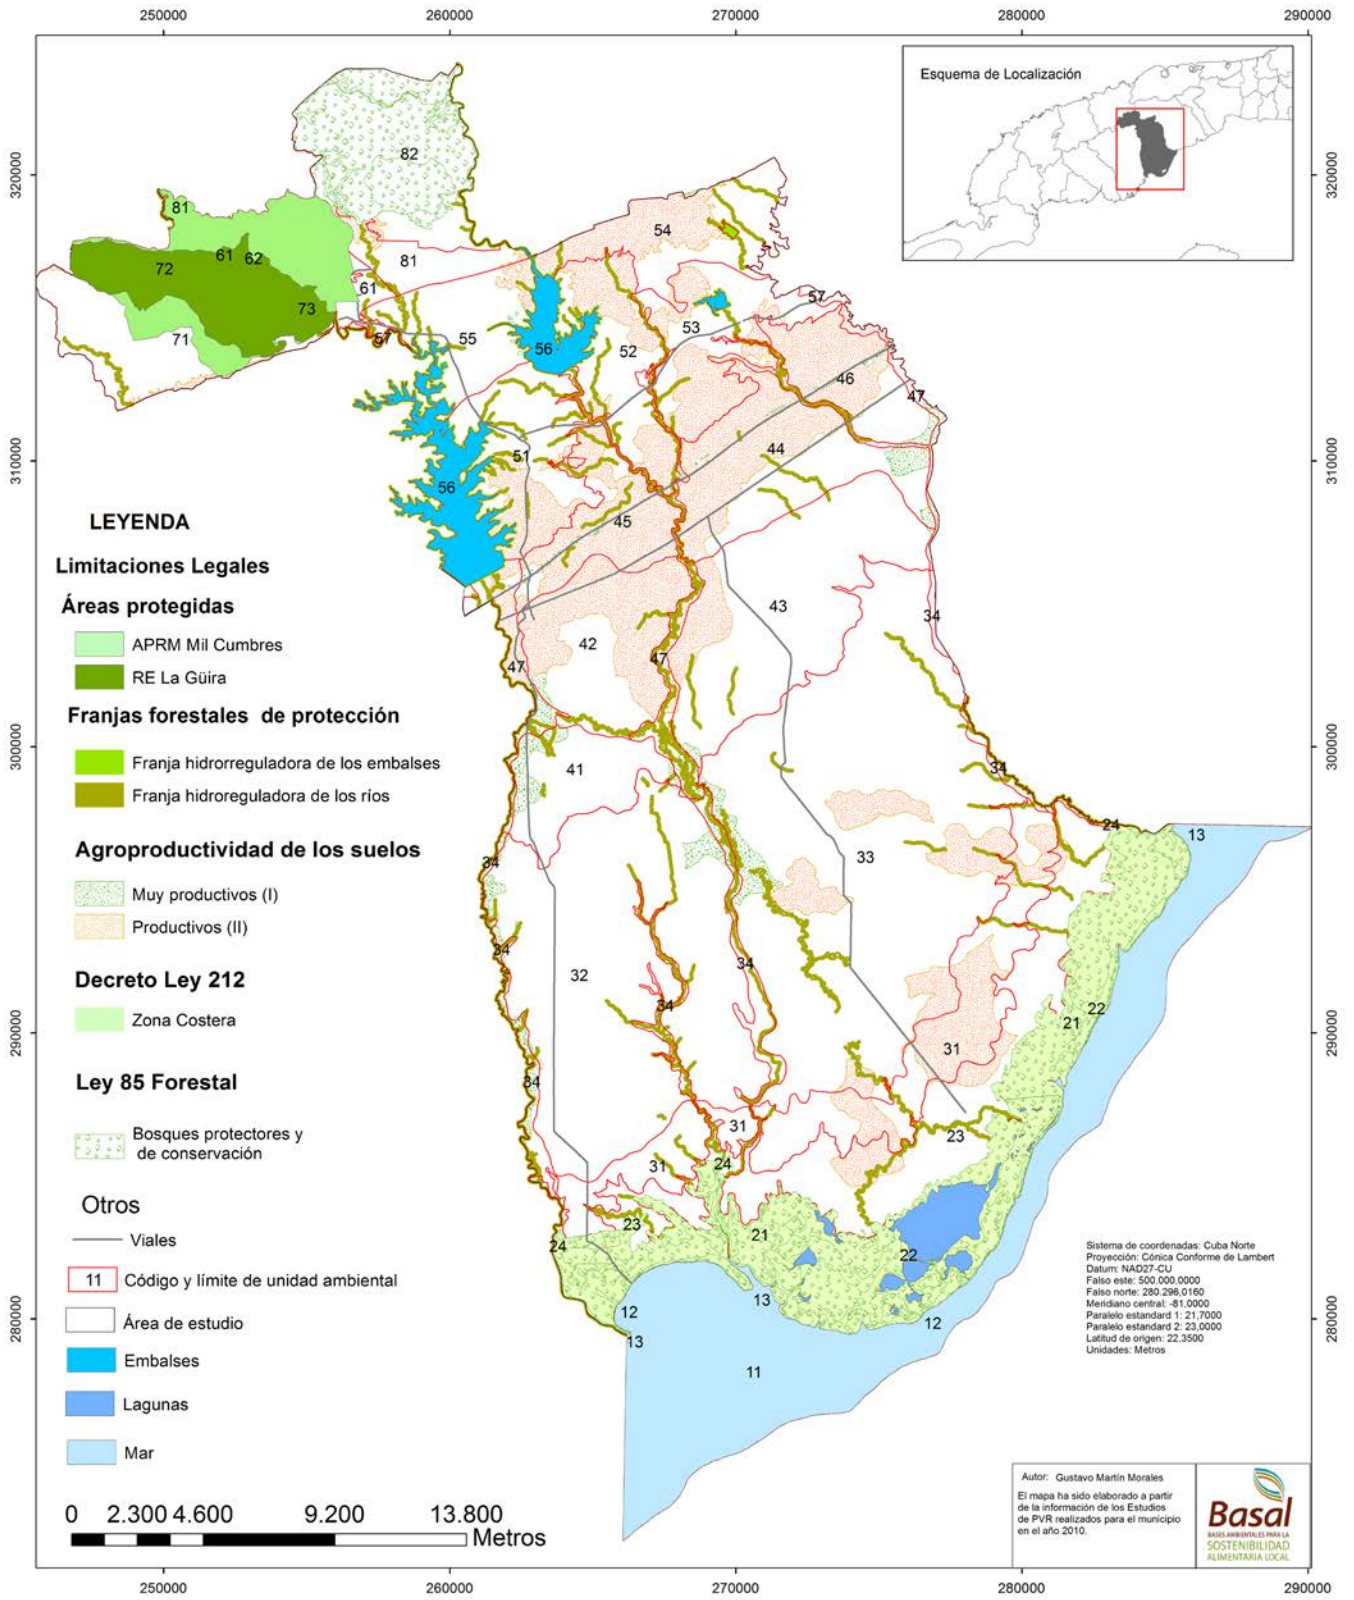 250000
260000
270000
280000
290000
320000
310000
300000
290000
280000
320000
310000
300000
290000
280000
Esquema de Localización
82
81
54
61
62
81
72
61
73
57
53
71
57
55
56
52
46
47
44
51
56
45
43
34
42
47
47
41
34
24
13
34
33
34
34
32
34
22
21
31
34
31
23
31
24
23
21
24
22
13
12
12
13
11
LEYENDA
Limitaciones Legales
Áreas protegidas
APRM Mil Cumbres
RE La Güira
Franjas forestales de protección
Franja hidrorreguladora de los embalses
Franja hidroreguladora de los ríos
Agroproductividad de los suelos
Muy productivos (I)
Productivos (II)
Decreto Ley 212
Zona Costera
Ley 85 Forestal
Bosques protectores y
de conservación
Otros
Viales
11 Código y límite de unidad ambiental
Área de estudio
Embalses
Lagunas
Mar
0 2.300 4.600 9.200 13.800
Metros
Sistema de coordenadas: Cuba Norte
Proyección: Cónica Conforme de Lambert
Datum: NAD27-CU
Falso este: 500.000,0000
Falso norte: 280.296,0160
Meridiano central: -81,0000
Paralelo estandard 1: 21,7000
Paralelo estandard 2: 23,0000
Latitud de origen: 22,3500
Unidades: Metros
Autor: Gustavo Martín Morales
El mapa ha sido elaborado a partir
de la información de los Estudios
de PVR realizados para el municipio
en el año 2010.
Basal
BASES AMBIENTALES PARA LA
SOSTENIBILIDAD
ALIMENTARIA LOCAL
250000
260000
270000
280000
290000